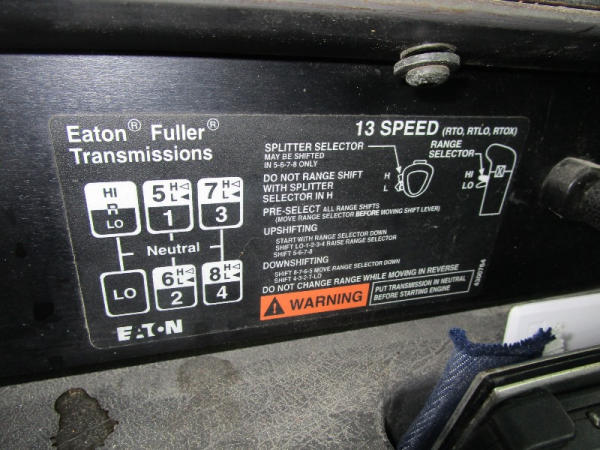 Eaton® Fuller®
Transmissions
13 SPEED (RTO, RTLO, RTOX)
SPLITTER SELECTOR
MAY BE SHIFTED
IN 5-6-7-8 ONLY
H
L
RANGE
SELECTOR
HI
LO
DO NOT RANGE SHIFT
WITH SPLITTER
SELECTOR IN H
PRE-SELECT ALL RANGE SHIFTS
(MOVE RANGE SELECTOR BEFORE MOVING SHIFT LEVER)
UPSHIFTING
START WITH RANGE SELECTOR DOWN
SHIFT LO-1-2-3-4 RAISE RANGE SELECTOR
SHIFT 5-6-7-8
DOWNSHIFTING
SHIFT 8-7-6-5 MOVE RANGE SELECTOR DOWN
SHIFT 4-3-2-1-LO
DO NOT CHANGE RANGE WHILE MOVING IN REVERSE
WARNING
PUT TRANSMISSION IN NEUTRAL
BEFORE STARTING ENGINE
HI
R
LO
5 H L
1
7 H L
3
Neutral
LO
6 H L
2
8 H L
4
EATON